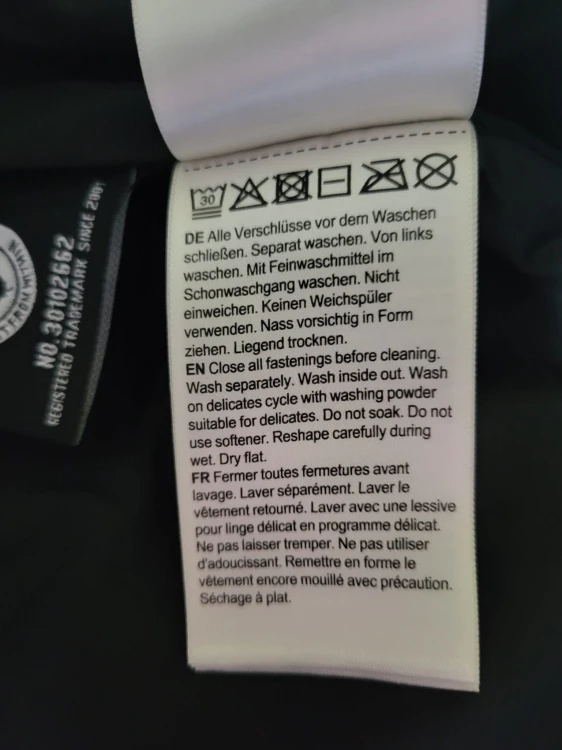 30
DE Alle Verschlüsse vor dem Waschen
schließen. Separat waschen. Von links
waschen. Mit Feinwaschmittel im
Schonwaschgang waschen. Nicht
einweichen. Keinen Weichspüler
verwenden. Nass vorsichtig in Form
ziehen. Liegend trocknen.
EN Close all fastenings before cleaning.
Wash separately. Wash inside out. Wash
on delicates cycle with washing powder
suitable for delicates. Do not soak. Do not
use softener. Reshape carefully during
wet. Dry flat.
FR Fermer toutes fermetures avant
lavage. Laver séparément. Laver le
vêtement retourné. Laver avec une lessive
pour linge délicat en programme délicat.
Ne pas laisser tremper. Ne pas utiliser
d'adoucissant. Remettre en forme le
vêtement encore mouillé avec précaution.
Séchage à plat.
NO.30102662
REGISTERED TRADEMARK SINCE